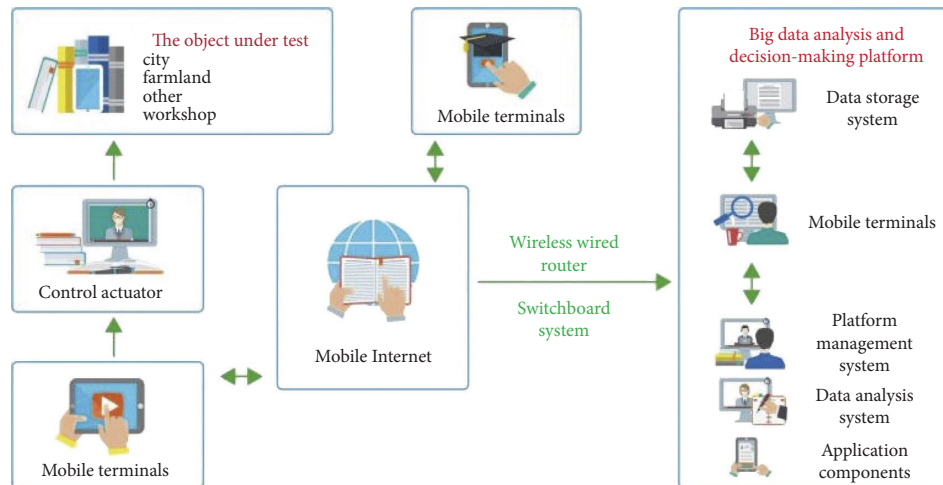 The object under test
city
farmland
other
workshop
Mobile terminals
Big data analysis and
decision-making platform
Data storage
system
Control actuator
Mobile Internet
Wireless wired
router
Switchboard
system
Mobile terminals
Mobile terminals
Platform
management
system
Data analysis
system
Application
components